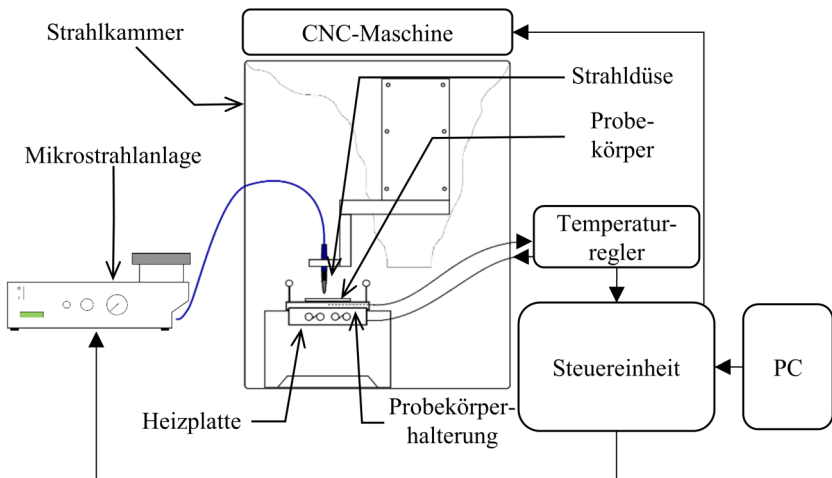 Strahlkammer
CNC-Maschine
Strahldüse
Probe-
körper
Mikrostrahlanlage
Temperatur-
regler
Steuereinheit
PC
Heizplatte
Probekörper-
halterung